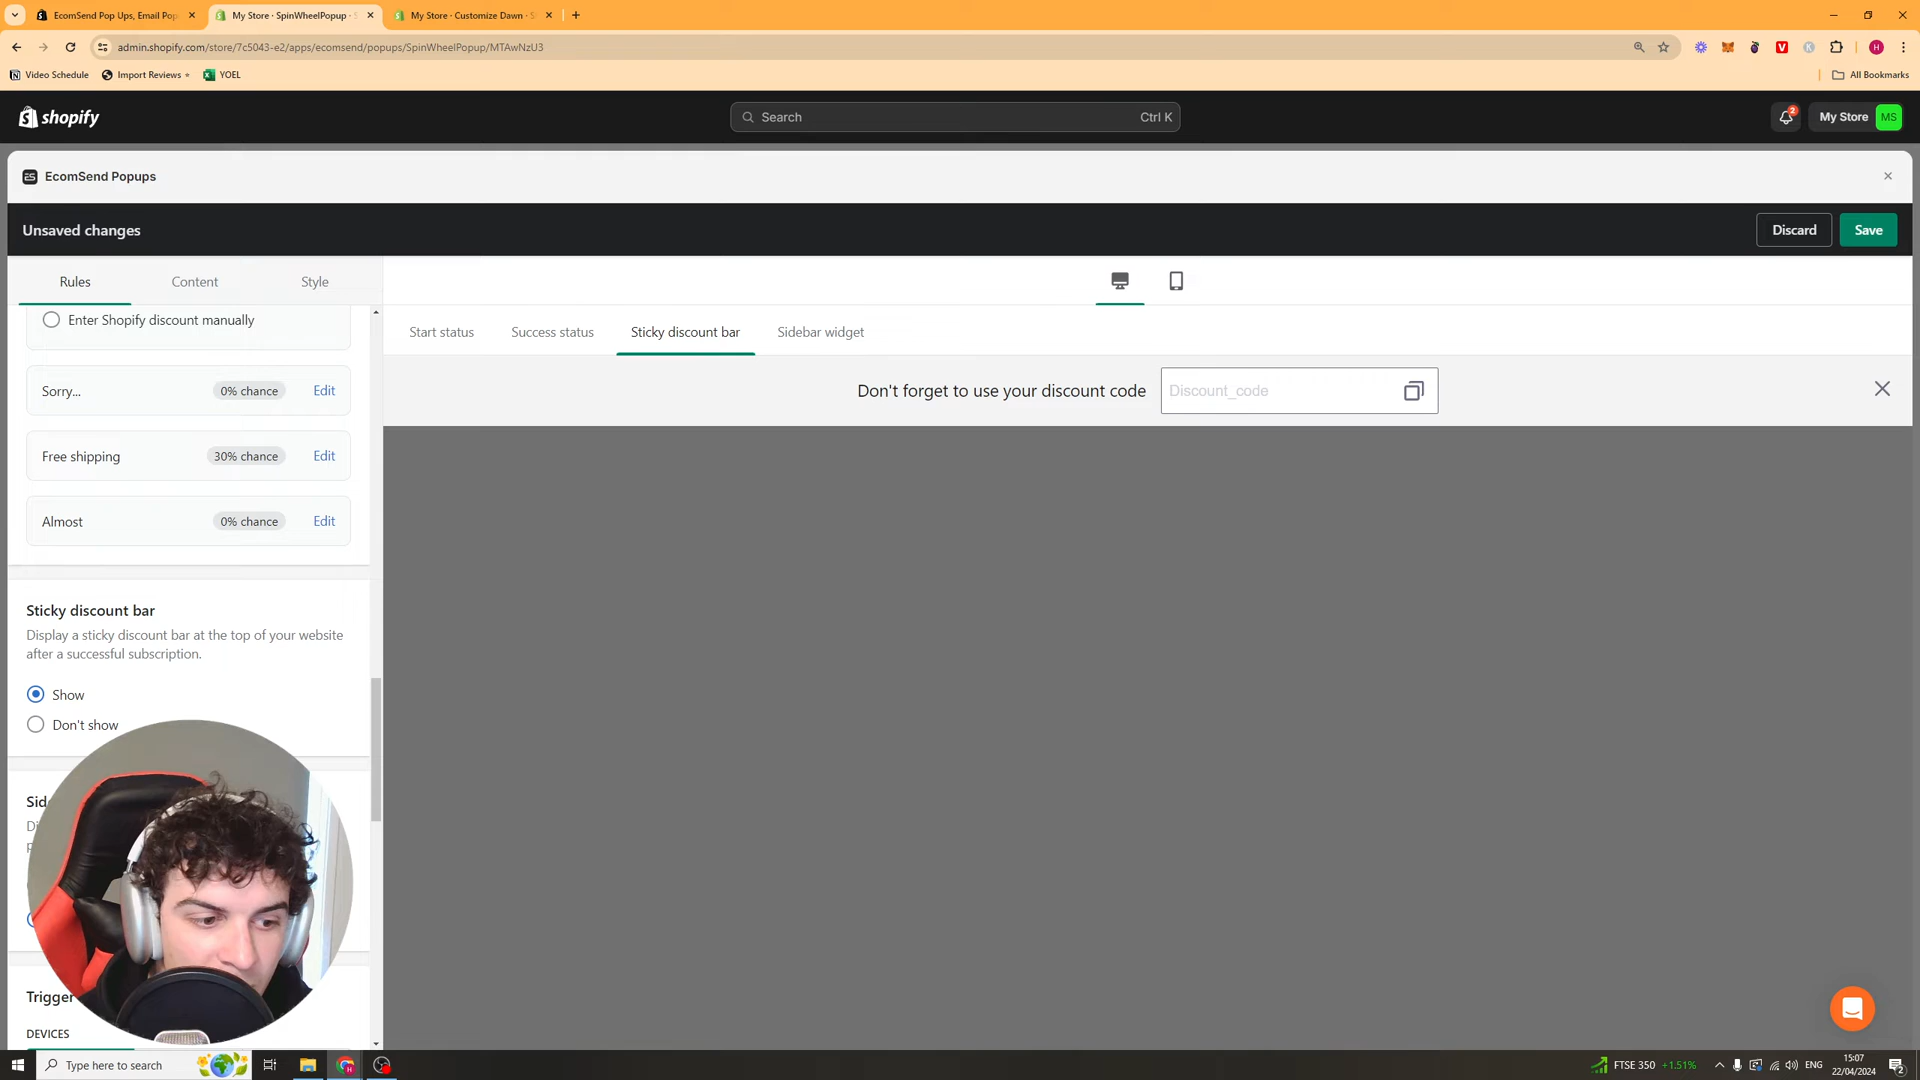 EcomSend Pop Ups, Email Pop
My Store · SpinWheelPopup · S
My Store · Customize Dawn · S
admin.shopify.com/store/7c5043-e2/apps/ecomsend/popups/SpinWheelPopup/MTAwNzU3
Video Schedule
Import Reviews
YOEL
All Bookmarks
shopify
Search
Ctrl K
2
My Store
MS
EcomSend Popups
Unsaved changes
Discard
Save
Rules
Content
Style
Start status
Success status
Sticky discount bar
Sidebar widget
Don't forget to use your discount code
Discount_code
Enter Shopify discount manually
Sorry...
0% chance
Edit
Free shipping
30% chance
Edit
Almost
0% chance
Edit
Sticky discount bar
Display a sticky discount bar at the top of your website
after a successful subscription.
Show
Don't show
Sid
Di
Trigger
DEVICES
Type here to search
FTSE 350
+1.51%
ENG
15:07
22/04/2024